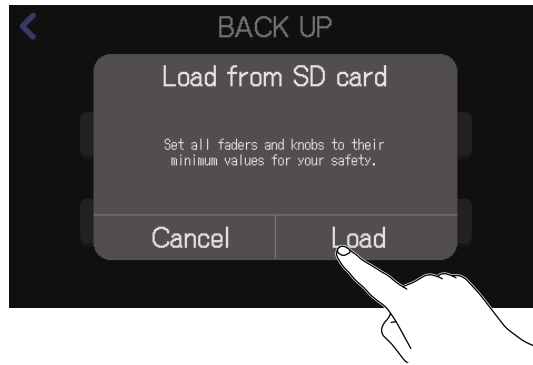 BACK UP
Load from SD card
Set all faders and knobs to their
minimum values for your safety.
Cancel
Load